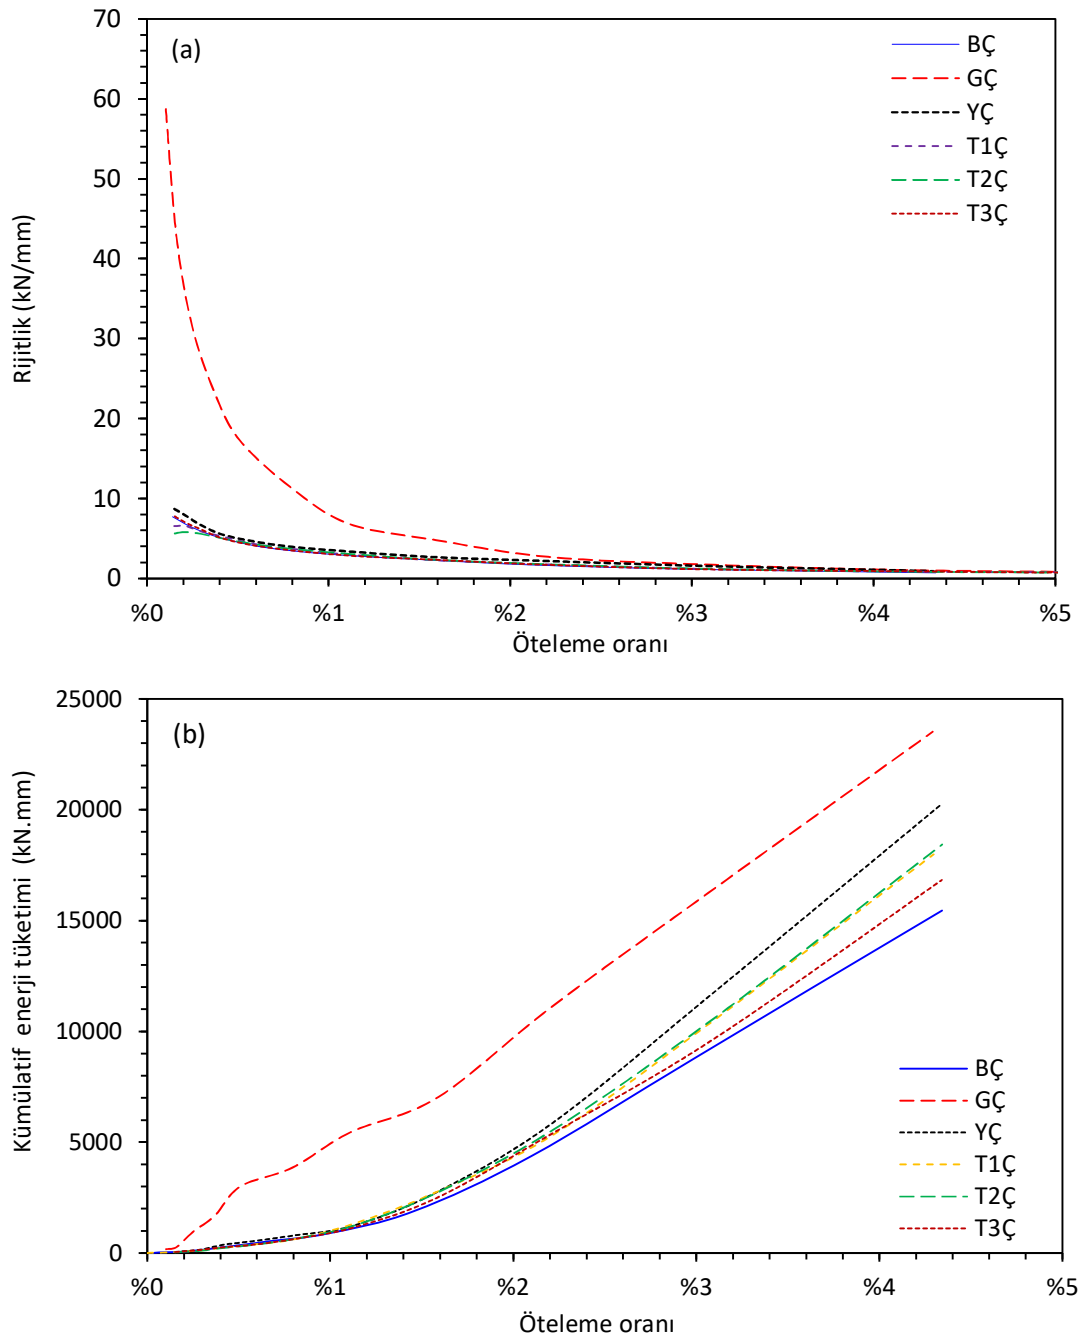 (a)
Rijitlik (kN/mm)
70
60
50
40
30
20
10
0
%0 %1 %2 %3 %4 %5
Öteleme oranı
BÇ
GÇ
YÇ
T1Ç
T2Ç
T3Ç
(b)
Kümülatif enerji tüketimi (kN.mm)
25000
20000
15000
10000
5000
0
%0 %1 %2 %3 %4 %5
Öteleme oranı
BÇ
GÇ
YÇ
T1Ç
T2Ç
T3Ç